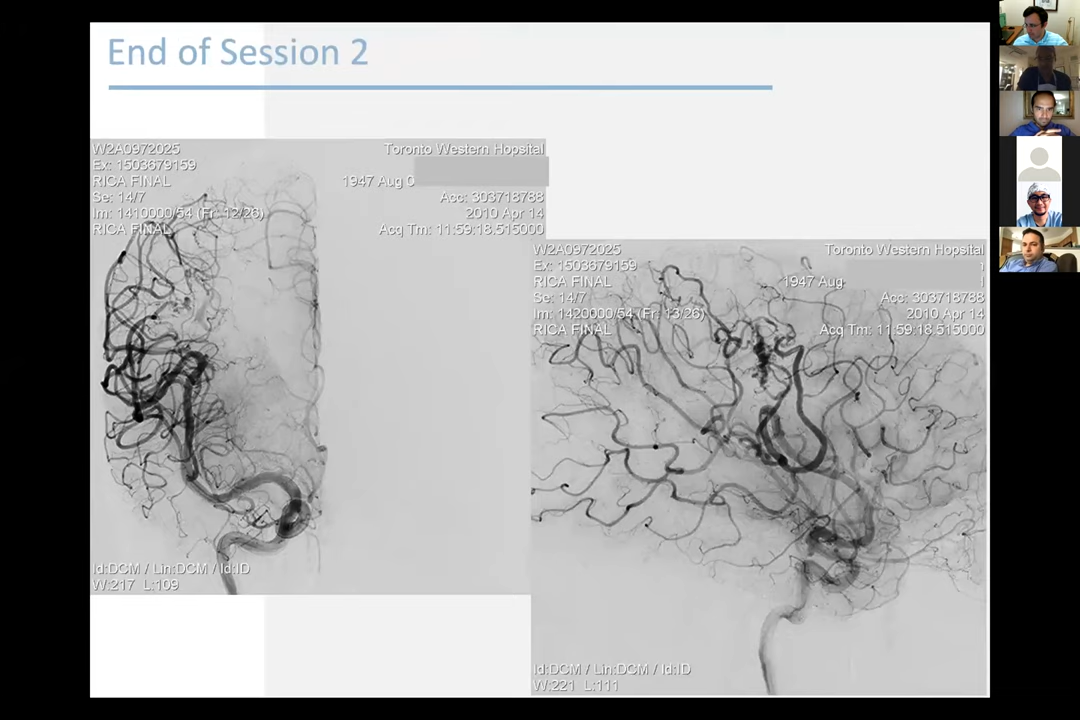 End of Session 2
W2A0972025
Toronto Western Hopsital
Ex: 1503679159
RICA FINAL
1947 Aug 0
Se: 14/7
Acc: 303718788
Im: 1410000/54 (Fr: 12/26)
2010 Apr 14
RICA FINAL
Acq Tm: 11:59:18.515000
Id:DCM / Lin:DCM / Id:ID
W:217 L:109
W2A0972025
Toronto Western Hopsital
Ex: 1503679159
RICA FINAL
1947 Aug
Se: 14/7
Acc: 303718788
Im: 1420000/54 (Fr: 13/26)
2010 Apr 14
RICA FINAL
Acq Tm: 11:59:18.515000
Id:DCM / Lin:DCM / Id:ID
W:221 L:111